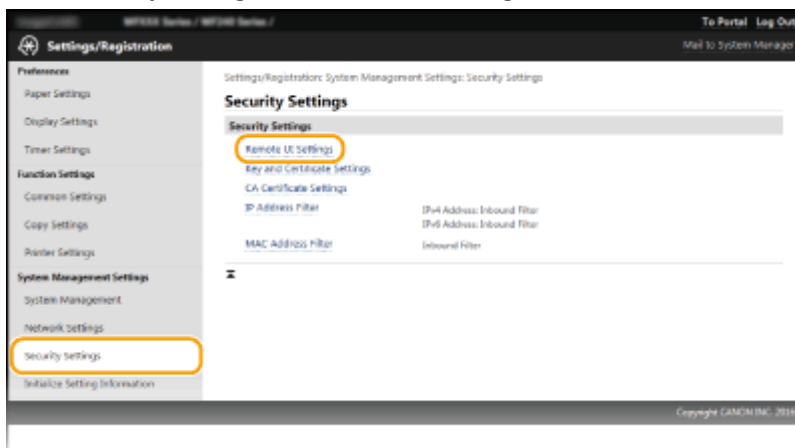 To Portal Log Out
Settings/Registration
Mail to System Manager
Preferences
Paper Settings
Display Settings
Timer Settings
Function Settings
Common Settings
Copy Settings
Printer Settings
System Management Settings
System Management
Network Settings
Security Settings
Initialize Setting Information
Settings/Registration: System Management Settings: Security Settings
Security Settings
Security Settings
Remote UI Settings
Key and Certificate Settings
CA Certificate Settings
IP Address Filter
IPv4 Address: Inbound Filter
IPv6 Address: Inbound Filter
MAC Address Filter
Inbound Filter
Copyright CANON INC. 2016